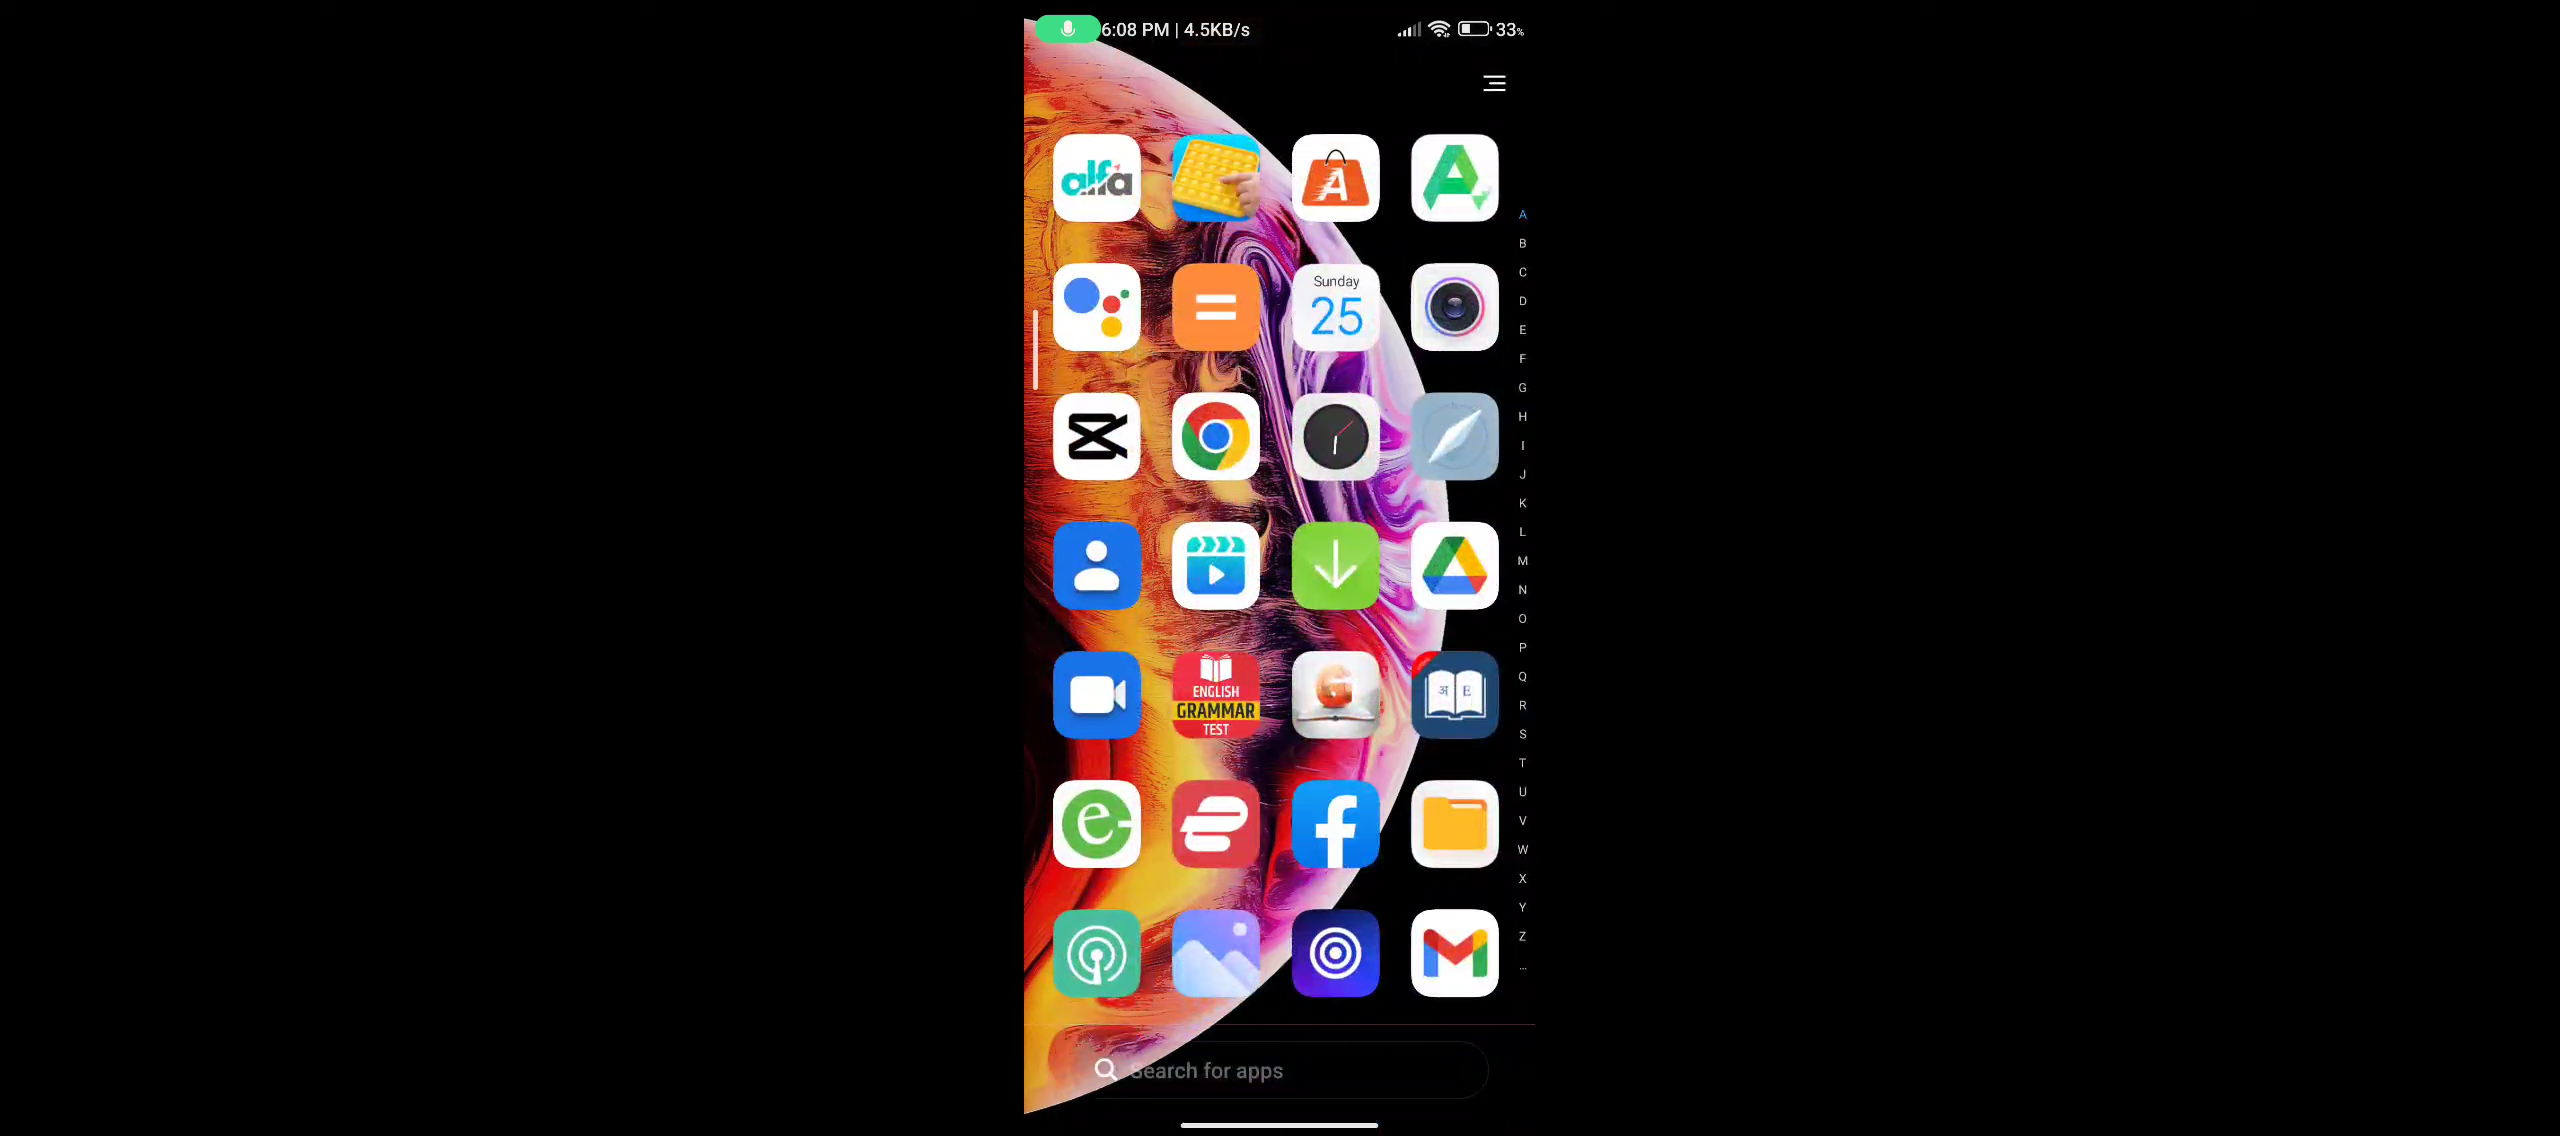 6:08 PM | 4.5KB/s
33%
alfa
A
Sunday
25
ENGLISH
GRAMMAR
TEST
G
अ E
e
f
A
B
C
D
E
F
G
H
I
J
K
L
M
N
O
P
Q
R
S
T
U
V
W
X
Y
Z
...
Search for apps